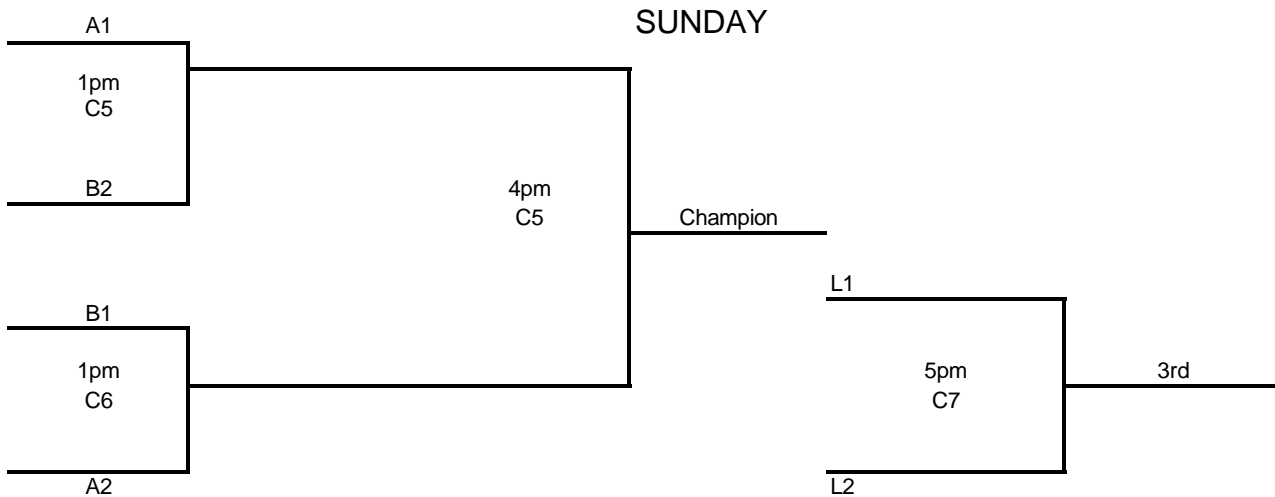 SUNDAY
A1
1pm
C5
B2
4pm
C5
Champion
B1
1pm
C6
A2
L1
5pm
C7
3rd
L2